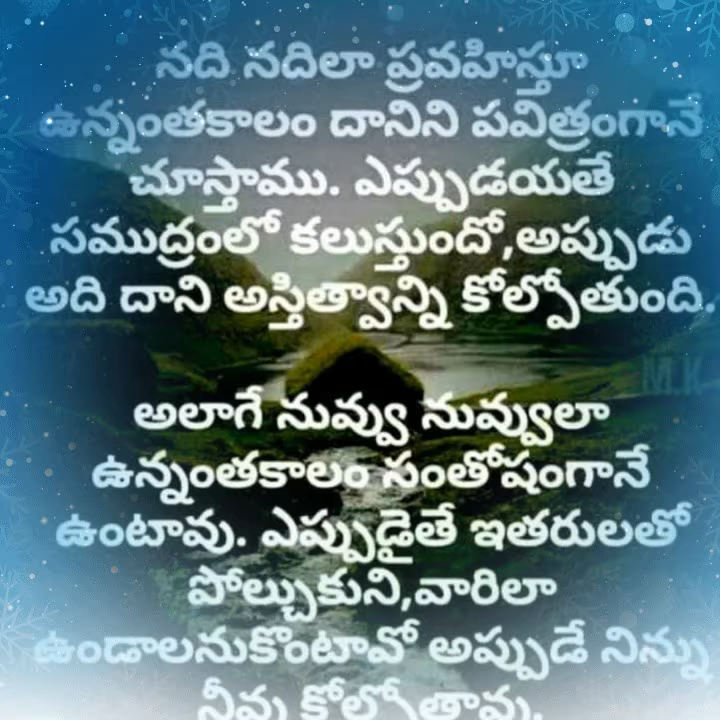 నది నదిలా ప్రవహిస్తూ
ఉన్నంతకాలం దానిని పవిత్రంగానే
చూస్తాము. ఎప్పుడయతే
సముద్రంలో కలుస్తుందో,అప్పుడు
అది దాని అస్తిత్వాన్ని కోల్పోతుంది.
M.K
అలాగే నువ్వు నువ్వులా
ఉన్నంతకాలం సంతోషంగానే
ఉంటావు. ఎప్పుడైతే ఇతరులతో
పోల్చుకుని,వారిలా
ఉండాలనుకొంటావో అప్పుడే నిన్ను
నీవు కోల్పోతావు.